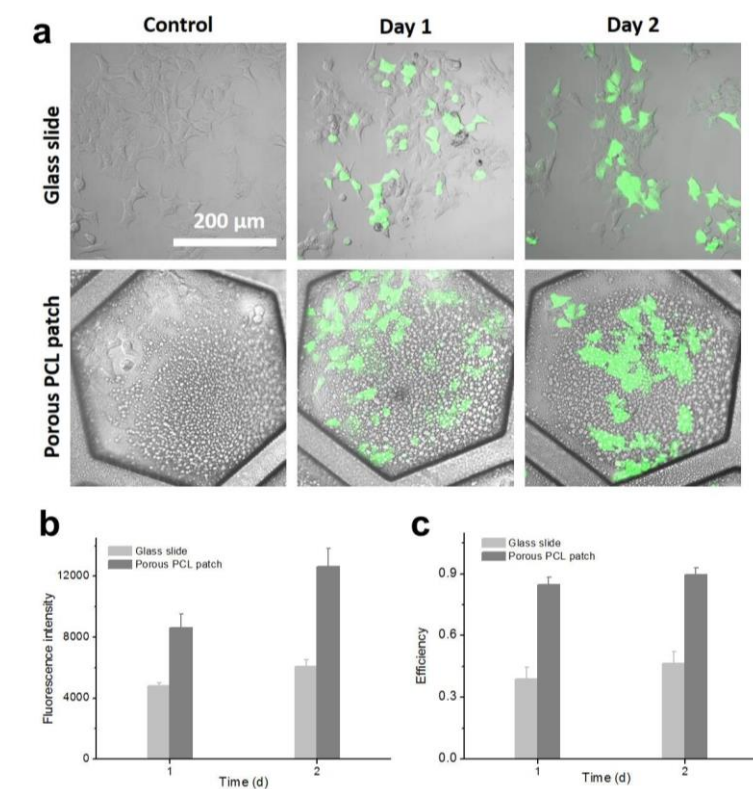 a
Control
Day 1
Day 2
Glass slide
200 µm
Porous PCL patch
b
Glass slide
Porous PCL patch
Fluorescence intensity
12000
8000
4000
0
1
2
Time (d)
c
Glass slide
Porous PCL patch
Efficiency
0.9
0.6
0.3
0.0
1
2
Time (d)